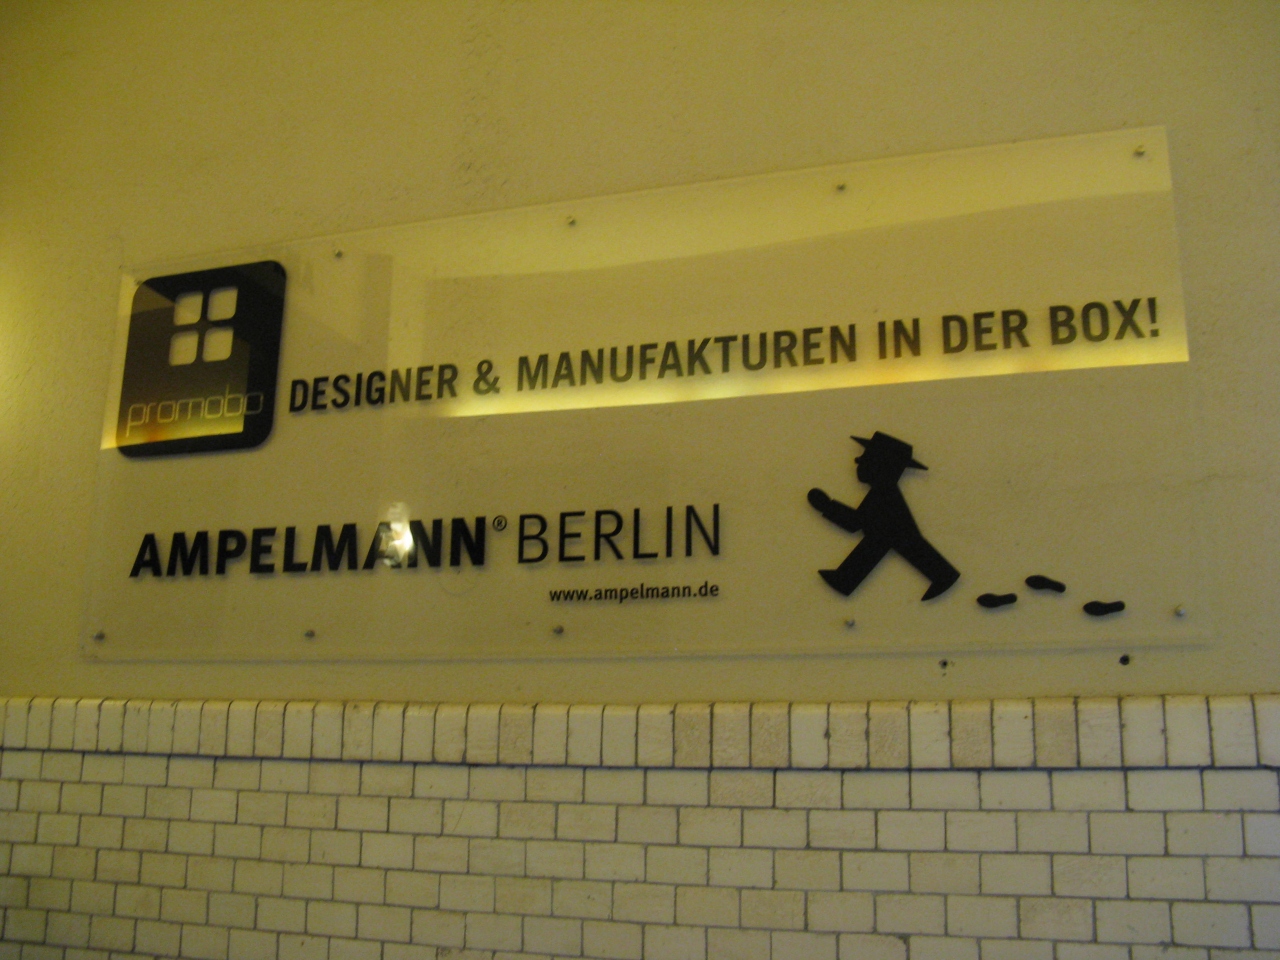 promobo
DESIGNER & MANUFAKTUREN IN DER BOX!
AMPELMANN® BERLIN
www.ampelmann.de